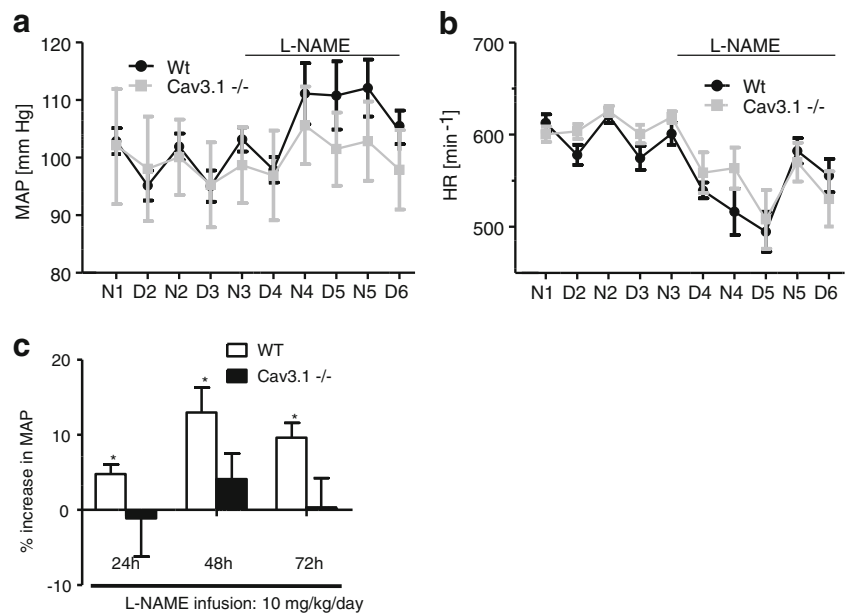 a
L-NAME
Wt
Cav3.1 -/-
MAP [mm Hg]
120
110
100
90
80
N1 D2 N2 D3 N3 D4 N4 D5 N5 D6
b
L-NAME
Wt
Cav3.1 -/-
HR [min-1]
700
600
500
N1 D2 N2 D3 N3 D4 N4 D5 N5 D6
c
WT
Cav3.1 -/-
% increase in MAP
20
10
0
-10
* * *
24h 48h 72h
L-NAME infusion: 10 mg/kg/day